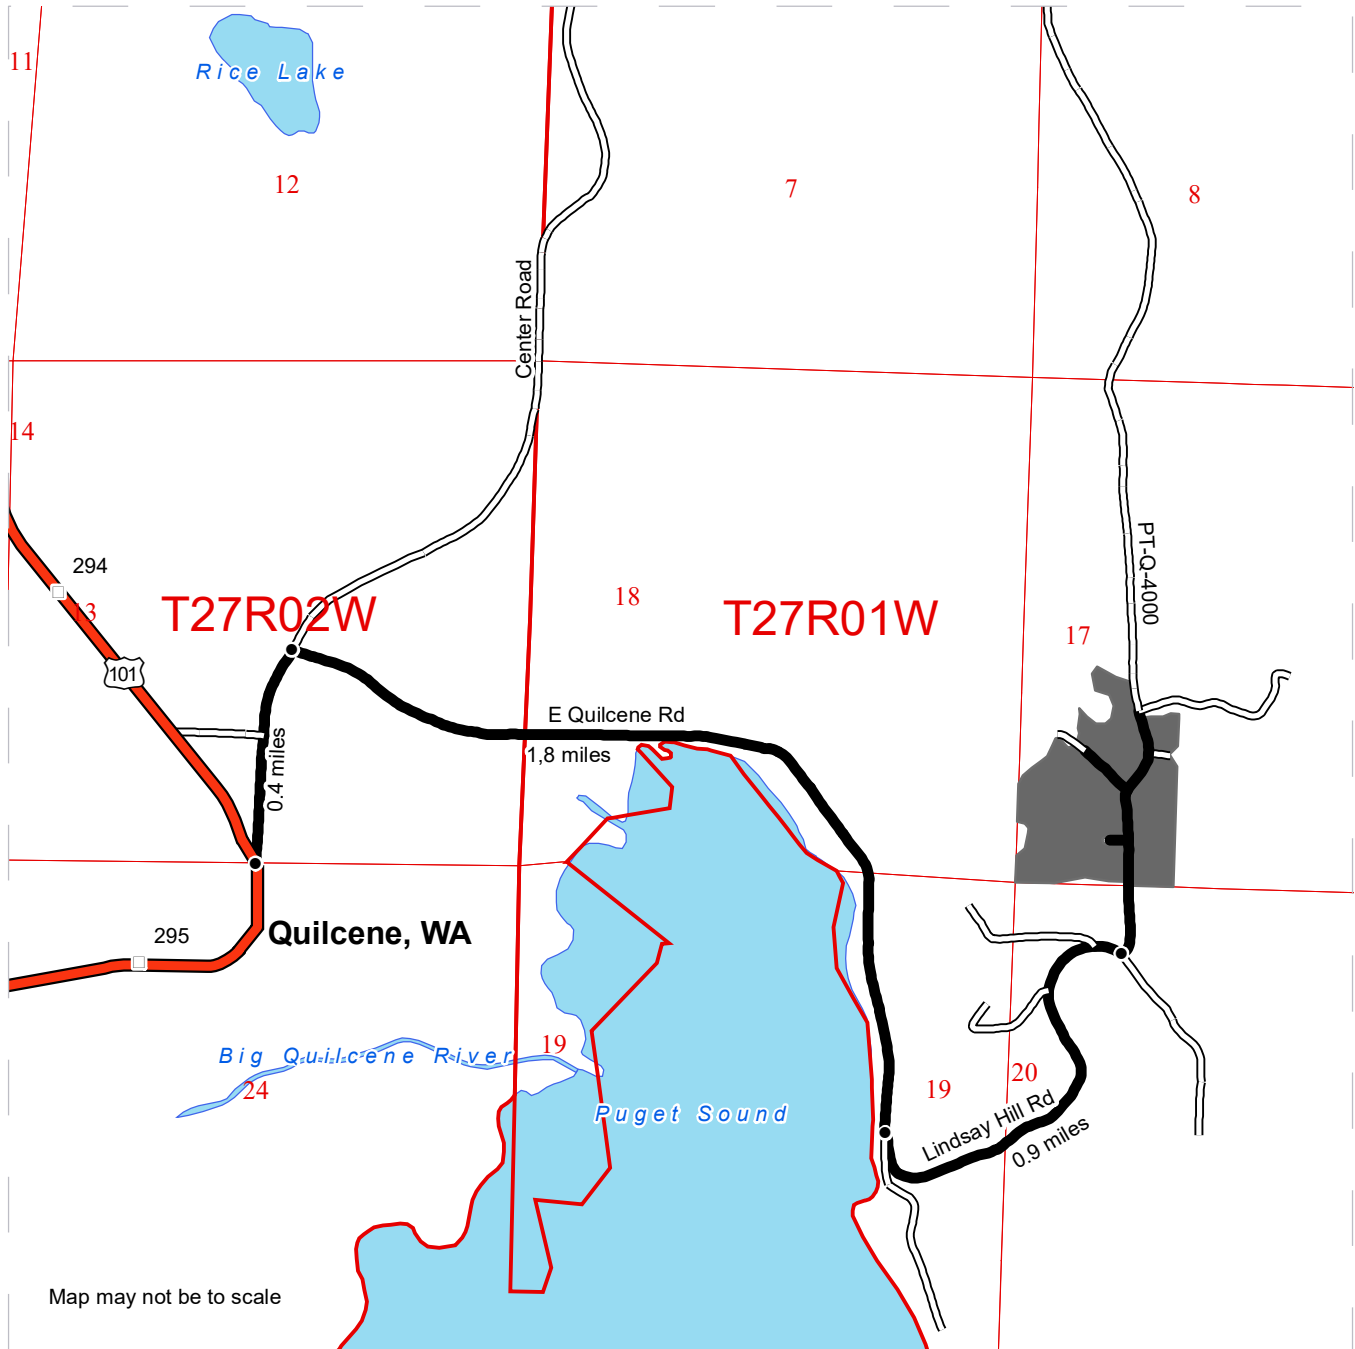 11
Rice Lake
12
7
8
Center Road
14
294
13
T27R02W
18
T27R01W
PT-Q-4000
17
101
E Quilcene Rd
1,8 miles
0.4 miles
295
Quilcene, WA
Big Quilcene River
19
24
Puget Sound
19
20
Lindsay Hill Rd
0.9 miles
Map may not be to scale